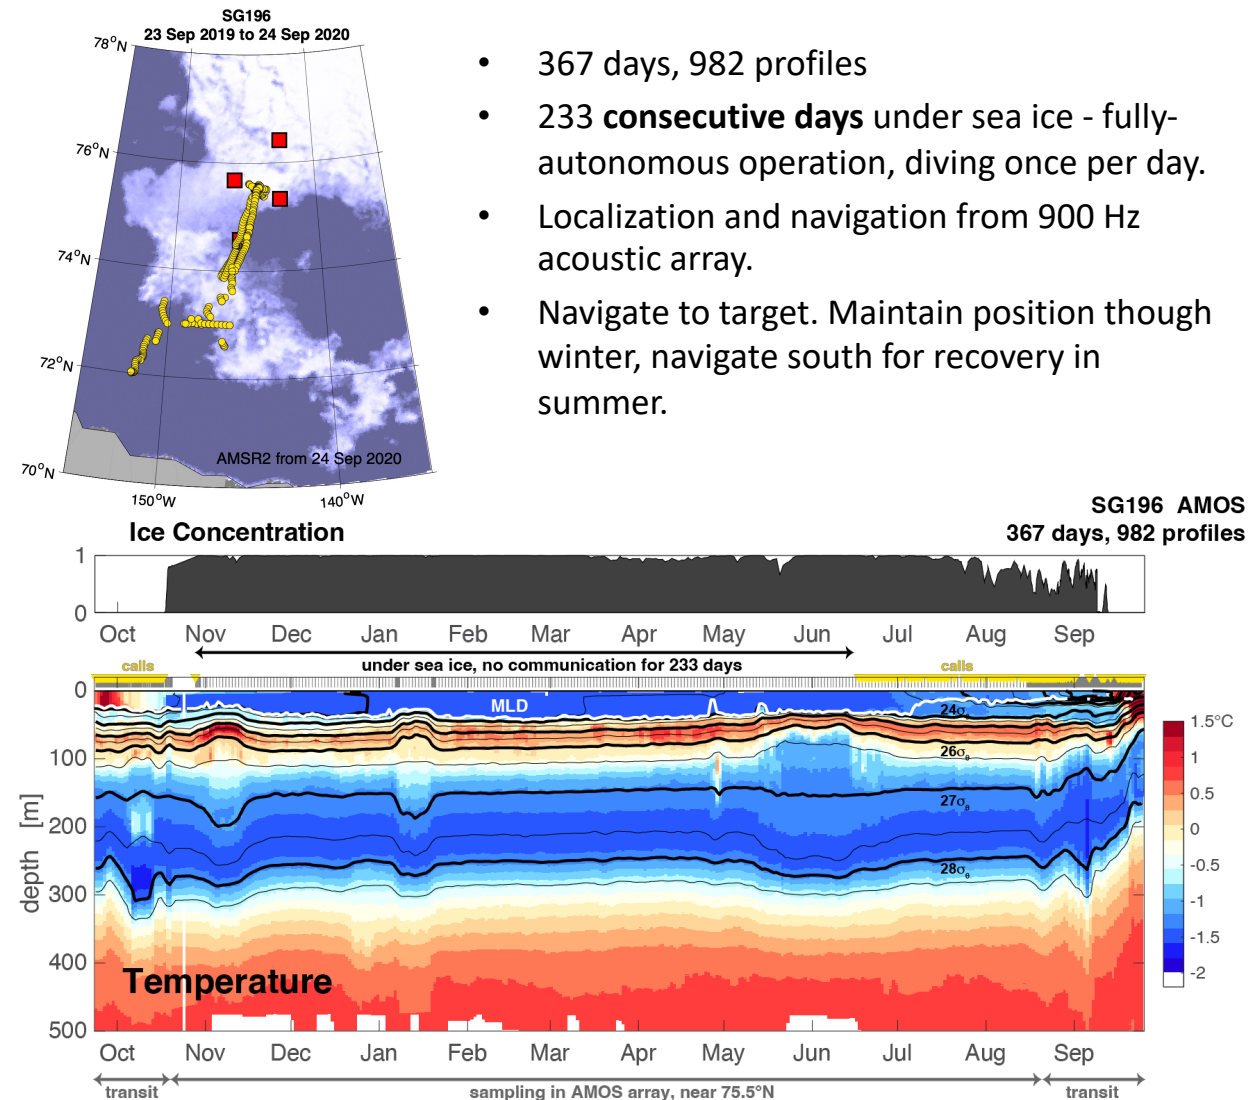 SG196
23 Sep 2019 to 24 Sep 2020
78°N
76°N
74°N
72°N
70°N
150°W
140°W
AMSR2 from 24 Sep 2020
• 367 days, 982 profiles
• 233 consecutive days under sea ice - fully-
autonomous operation, diving once per day.
• Localization and navigation from 900 Hz
acoustic array.
• Navigate to target. Maintain position though
winter, navigate south for recovery in
summer.
SG196 AMOS
367 days, 982 profiles
Ice Concentration
1
0
Oct Nov Dec Jan Feb Mar Apr May Jun Jul Aug Sep
calls under sea ice, no communication for 233 days calls
0
100
200
300
400
500
depth [m]
MLD
24σθ
26σθ
27σθ
28σθ
Temperature
1.5°C
1
0.5
0
-0.5
-1
-1.5
-2
Oct Nov Dec Jan Feb Mar Apr May Jun Jul Aug Sep
transit sampling in AMOS array, near 75.5°N transit